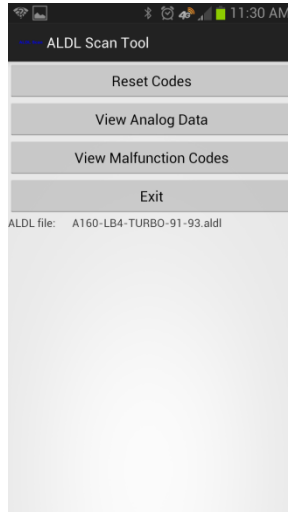 4G 11:30 AM
ALDL Scan Tool
Reset Codes
View Analog Data
View Malfunction Codes
Exit
ALDL file: A160-LB4-TURBO-91-93.aldl